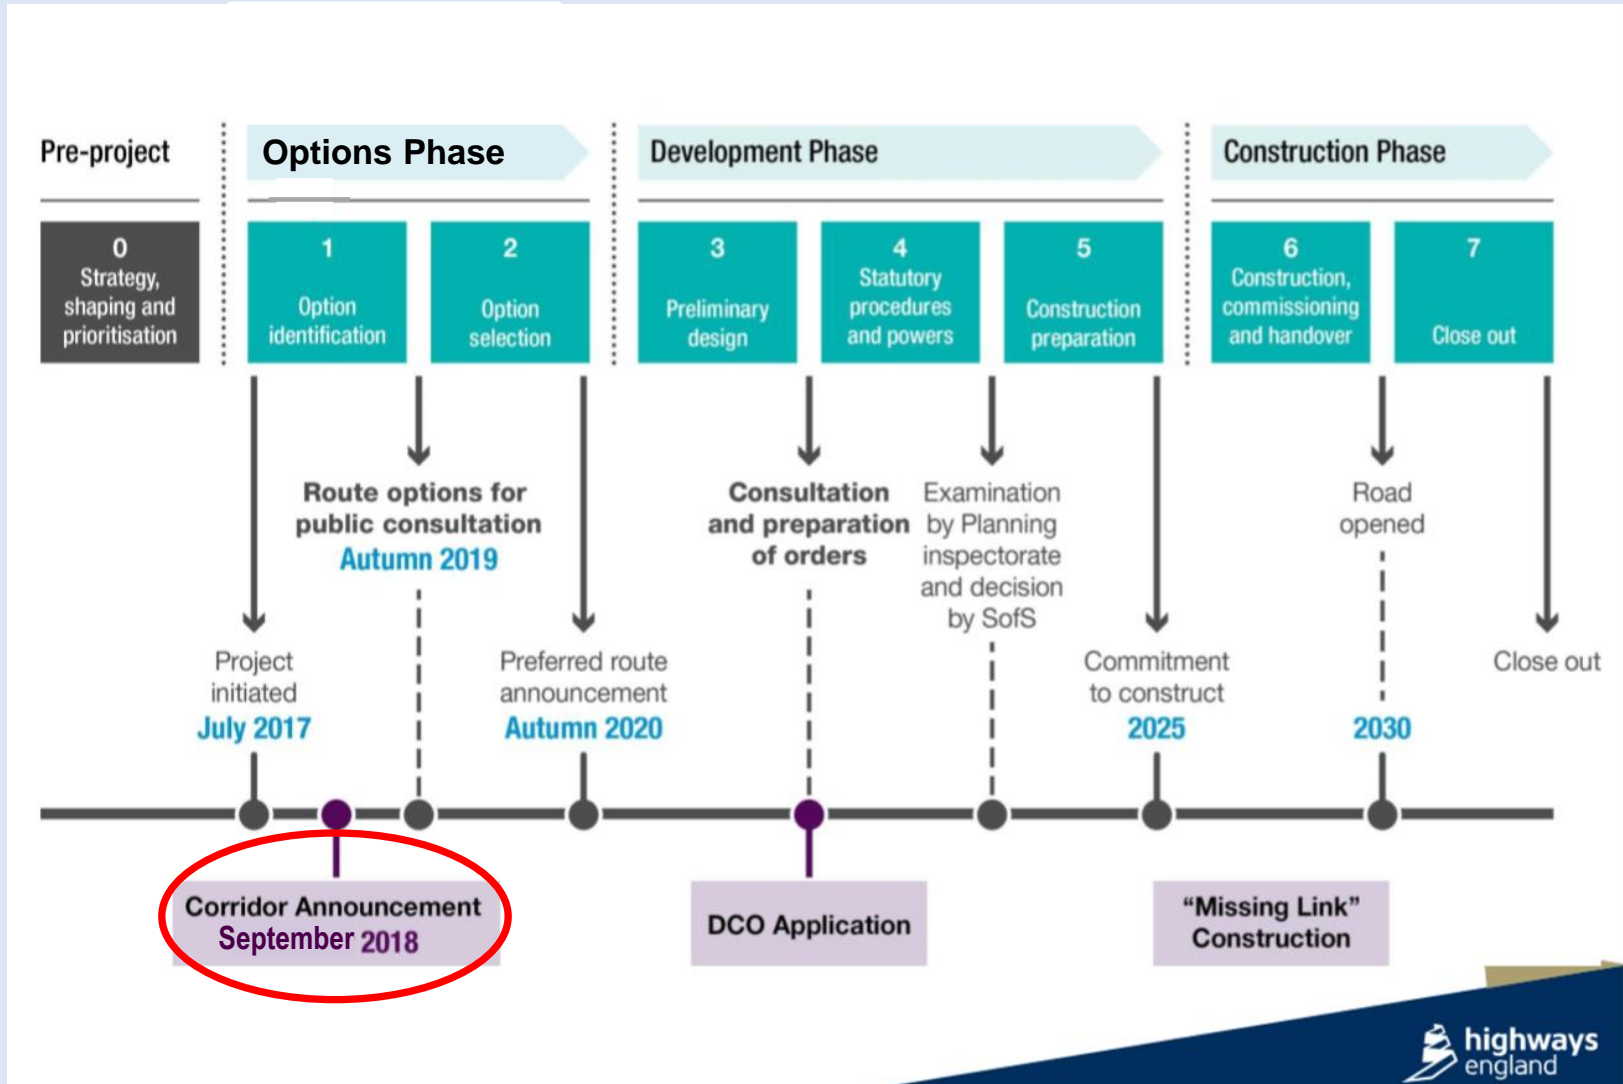 Pre-project
Options Phase
Development Phase
Construction Phase
0
Strategy,
shaping and
prioritisation
1
Option
identification
2
Option
selection
3
Preliminary
design
4
Statutory
procedures
and powers
5
Construction
preparation
6
Construction,
commissioning
and handover
7
Close out
Route options for
public consultation
Autumn 2019
Consultation
and preparation
of orders
Examination
by Planning
inspectorate
and decision
by SofS
Road
opened
Project
initiated
July 2017
Preferred route
announcement
Autumn 2020
Commitment
to construct
2025
2030
Close out
Corridor Announcement
September 2018
DCO Application
“Missing Link”
Construction
highways
england